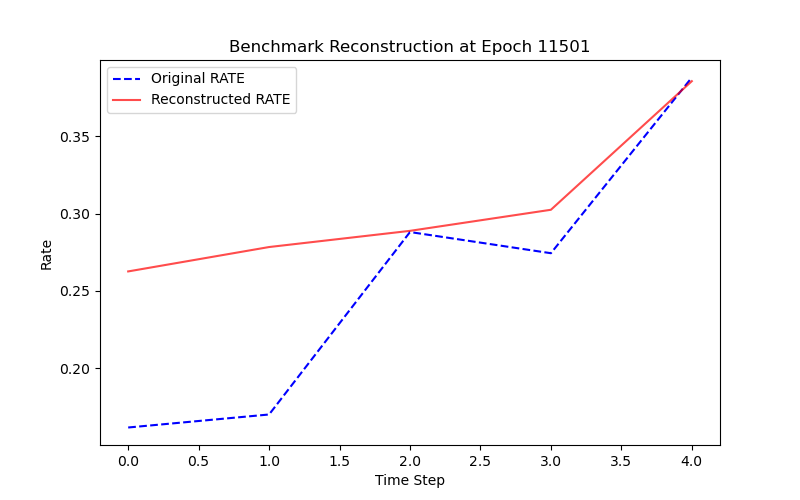 Benchmark Reconstruction at Epoch 11501
Original RATE
Reconstructed RATE
Rate
0.35
0.30
0.25
0.20
0.0 0.5 1.0 1.5 2.0 2.5 3.0 3.5 4.0
Time Step